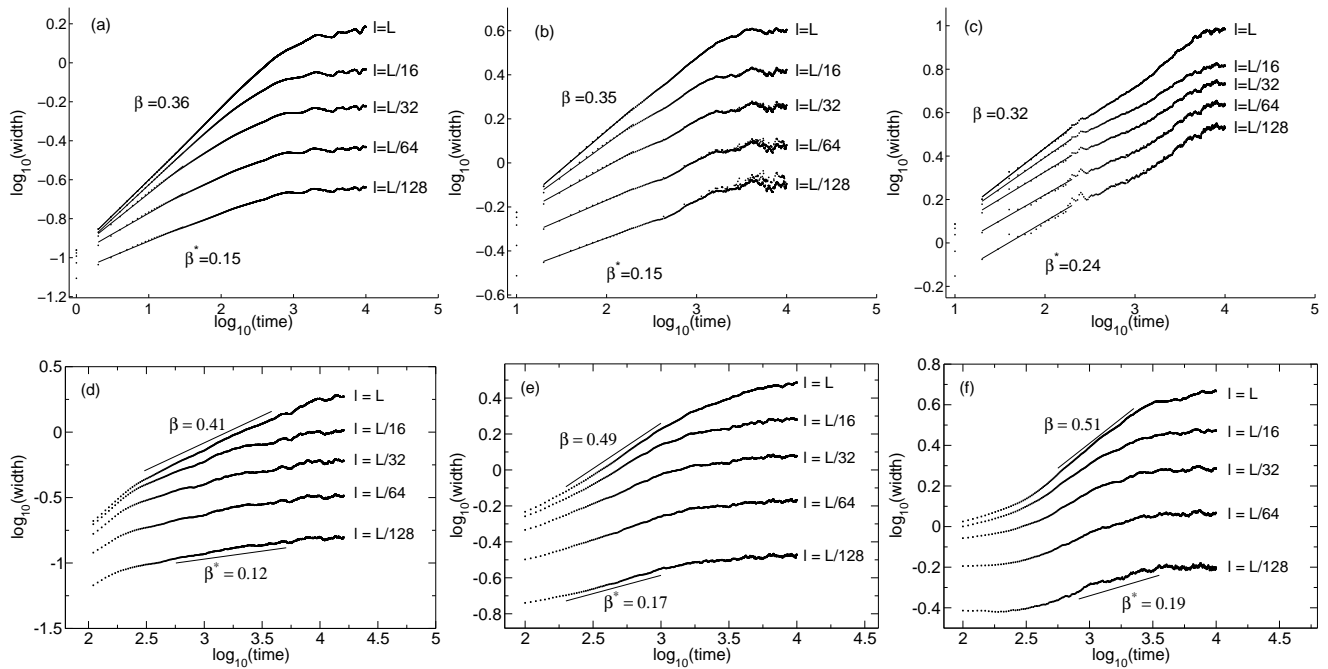 (a)
0.2
0
−0.2
−0.4
−0.6
−0.8
−1
−1.2
log10(width)
β =0.36
β*=0.15
l=L
l=L/16
l=L/32
l=L/64
l=L/128
0 1 2 3 4 5
log10(time)
(b)
0.6
0.4
0.2
0
−0.2
−0.4
−0.6
log10(width)
β =0.35
β*=0.15
l=L
l=L/16
l=L/32
l=L/64
l=L/128
1 2 3 4 5
log10(time)
(c)
1
0.8
0.6
0.4
0.2
0
−0.2
log10(width)
β =0.32
β*=0.24
l=L
l=L/16
l=L/32
l=L/64
l=L/128
1 2 3 4 5
log10(time)
(d)
0.5
0
-0.5
-1
-1.5
log10(width)
β = 0.41
β* = 0.12
l = L
l = L/16
l = L/32
l = L/64
l = L/128
2 2.5 3 3.5 4 4.5 5
log10(time)
(e)
0.4
0.2
0
-0.2
-0.4
-0.6
-0.8
log10(width)
β = 0.49
β* = 0.17
l = L
l = L/16
l = L/32
l = L/64
l = L/128
2 2.5 3 3.5 4 4.5
log10(time)
(f)
0.8
0.6
0.4
0.2
0
-0.2
-0.4
log10(width)
β = 0.51
β* = 0.19
l = L
l = L/16
l = L/32
l = L/64
l = L/128
2 2.5 3 3.5 4 4.5
log10(time)